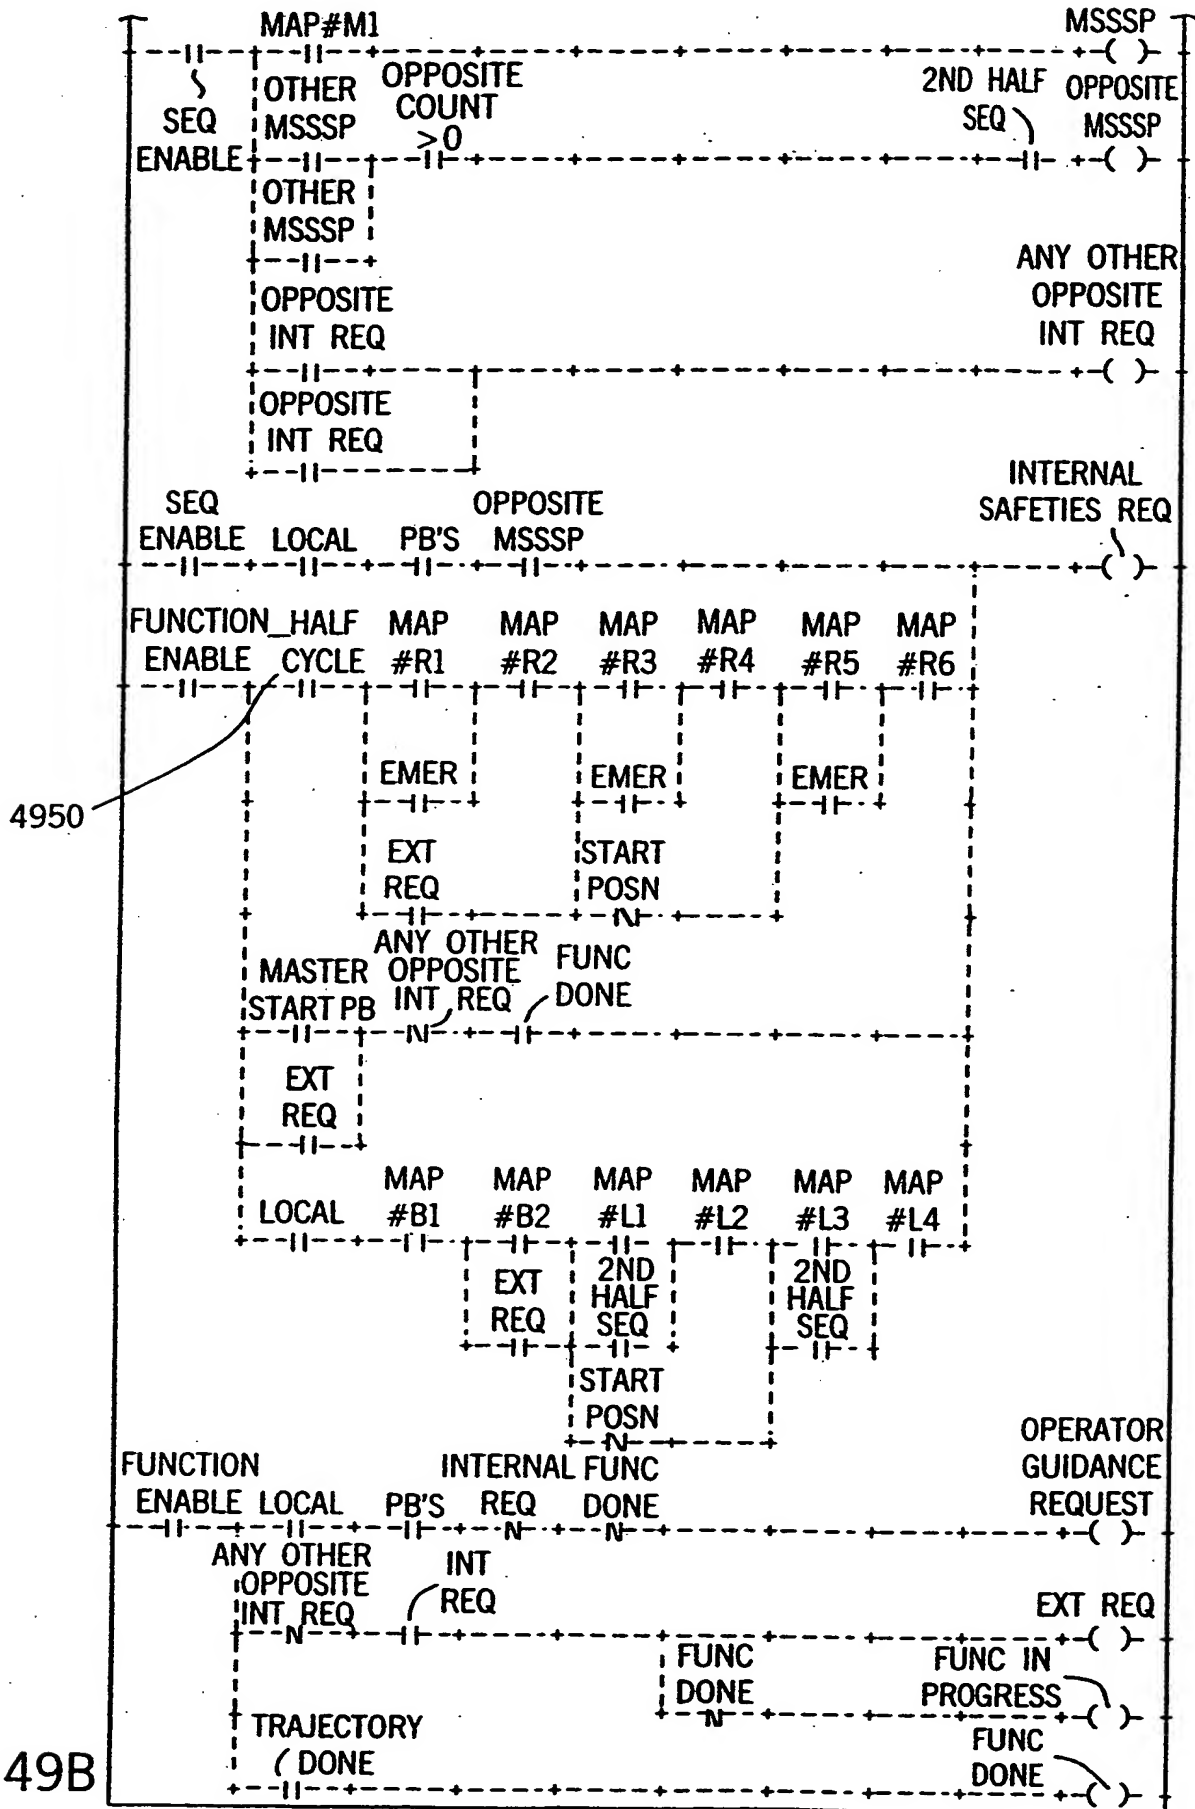 MAP#M1 MSSSP
SEQ ENABLE
OTHER MSSSP
OPPOSITE COUNT >0
2ND HALF SEQ
OPPOSITE MSSSP
OTHER MSSSP
ANY OTHER OPPOSITE INT REQ
OPPOSITE INT REQ
OPPOSITE INT REQ
INTERNAL SAFETIES REQ
SEQ ENABLE LOCAL PB'S OPPOSITE MSSSP
FUNCTION ENABLE HALF CYCLE MAP #R1 MAP #R2 MAP #R3 MAP #R4 MAP #R5 MAP #R6
4950
EMER EMER EMER
EXT REQ START POSN
N
MASTER START PB ANY OTHER OPPOSITE INT REQ FUNC DONE
N
EXT REQ
LOCAL MAP #B1 MAP #B2 MAP #L1 MAP #L2 MAP #L3 MAP #L4
EXT REQ 2ND HALF SEQ 2ND HALF SEQ
START POSN
N
OPERATOR GUIDANCE REQUEST
FUNCTION ENABLE LOCAL PB'S INTERNAL REQ FUNC DONE
N N
ANY OTHER OPPOSITE INT REQ INT REQ EXT REQ
N
FUNC DONE FUNC IN PROGRESS
N
TRAJECTORY DONE FUNC DONE
49B